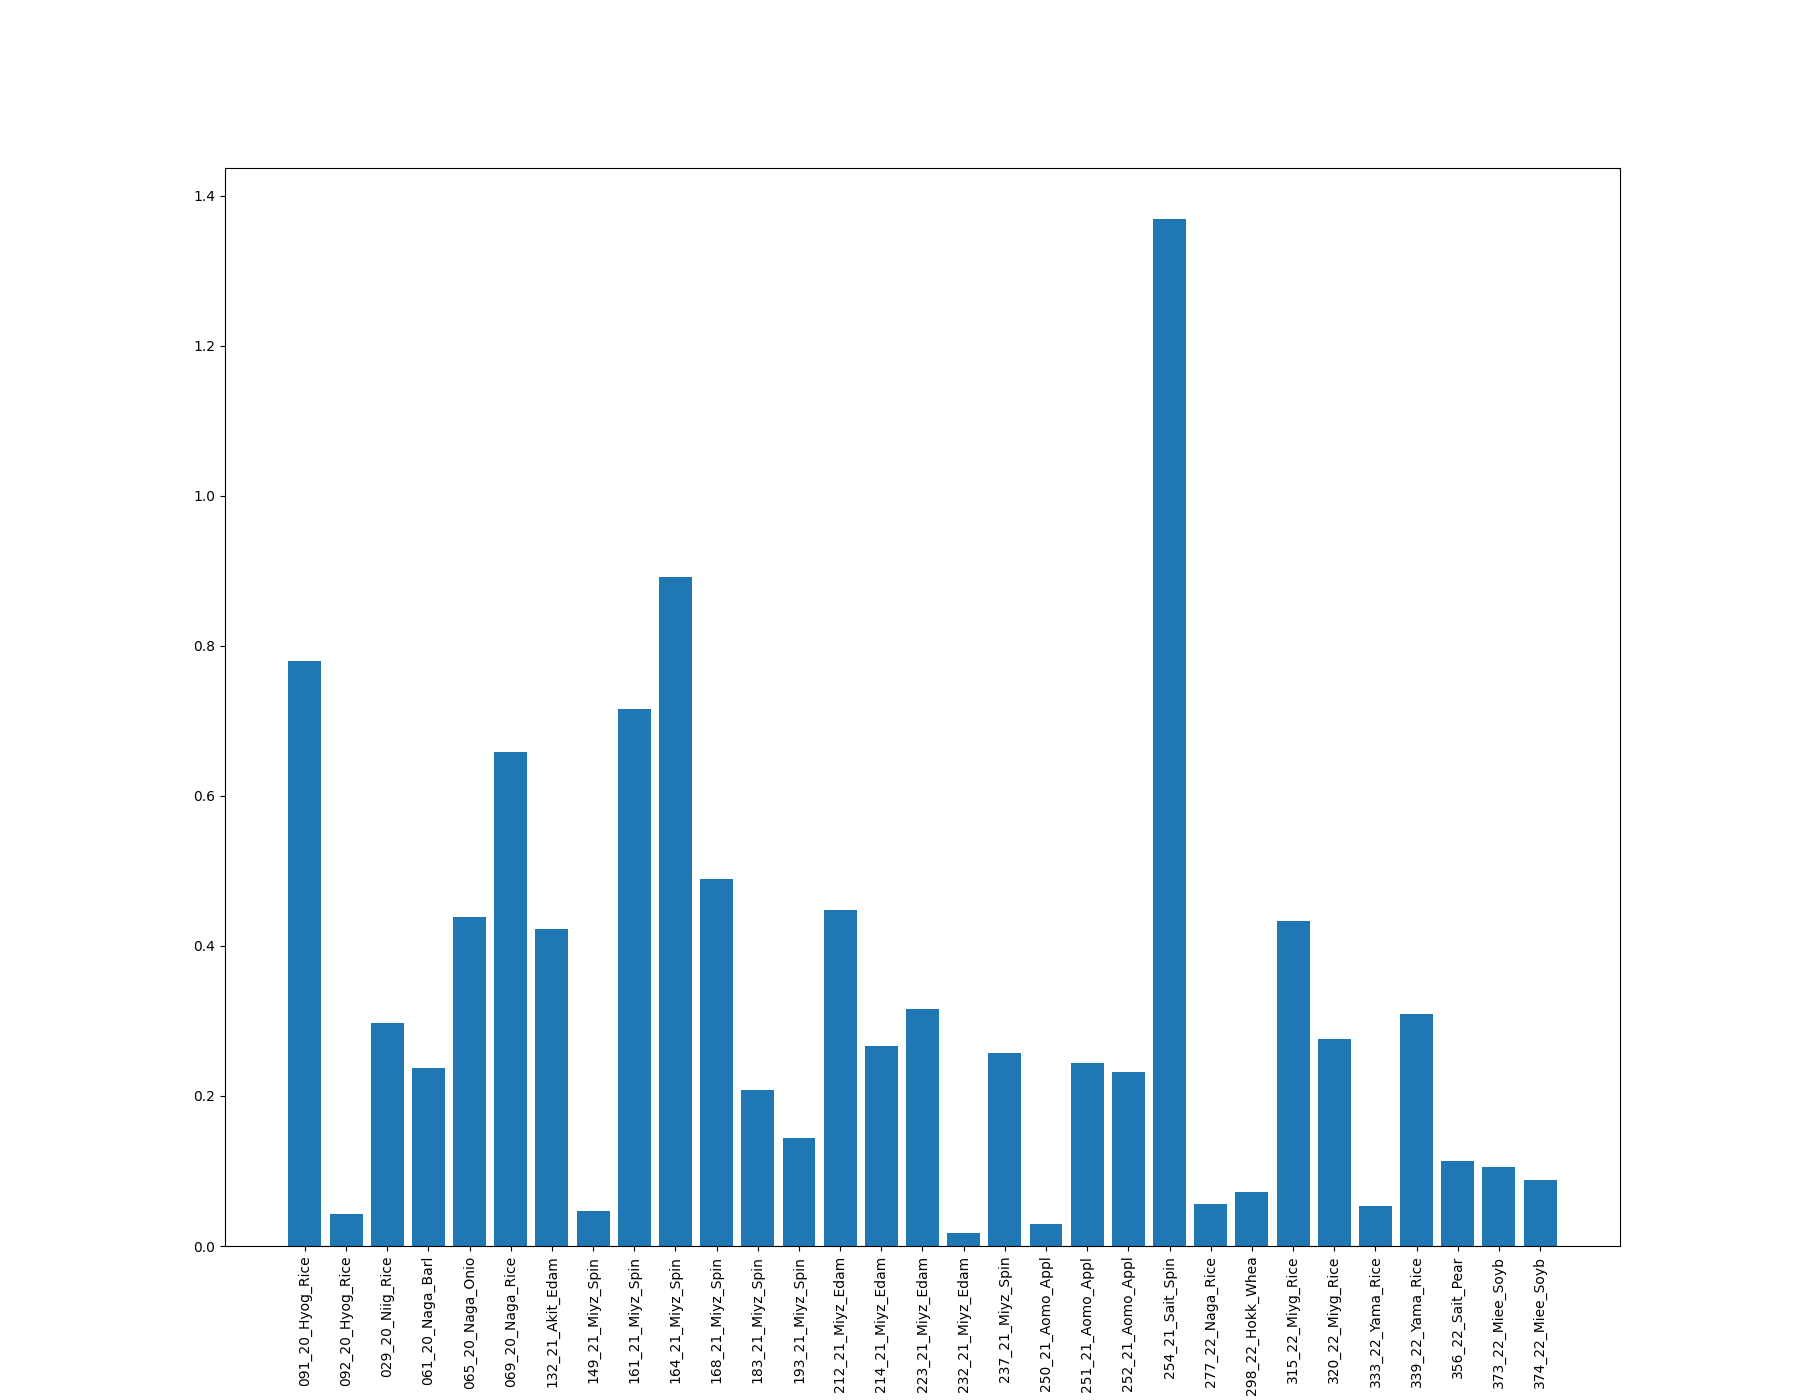 1.4
1.2
1.0
0.8
0.6
0.4
0.2
0.0
091_20_Hyog_Rice
092_20_Hyog_Rice
029_20_Niig_Rice
061_20_Naga_Barl
065_20_Naga_Onio
069_20_Naga_Rice
132_21_Akit_Edam
149_21_Miyz_Spin
161_21_Miyz_Spin
164_21_Miyz_Spin
168_21_Miyz_Spin
183_21_Miyz_Spin
193_21_Miyz_Spin
212_21_Miyz_Edam
214_21_Miyz_Edam
223_21_Miyz_Edam
232_21_Miyz_Edam
237_21_Miyz_Spin
250_21_Aomo_Appl
251_21_Aomo_Appl
252_21_Aomo_Appl
254_21_Sait_Spin
277_22_Naga_Rice
298_22_Hokk_Whea
315_22_Miyg_Rice
320_22_Miyg_Rice
333_22_Yama_Rice
339_22_Yama_Rice
356_22_Sait_Pear
373_22_Miee_Soyb
374_22_Miee_Soyb